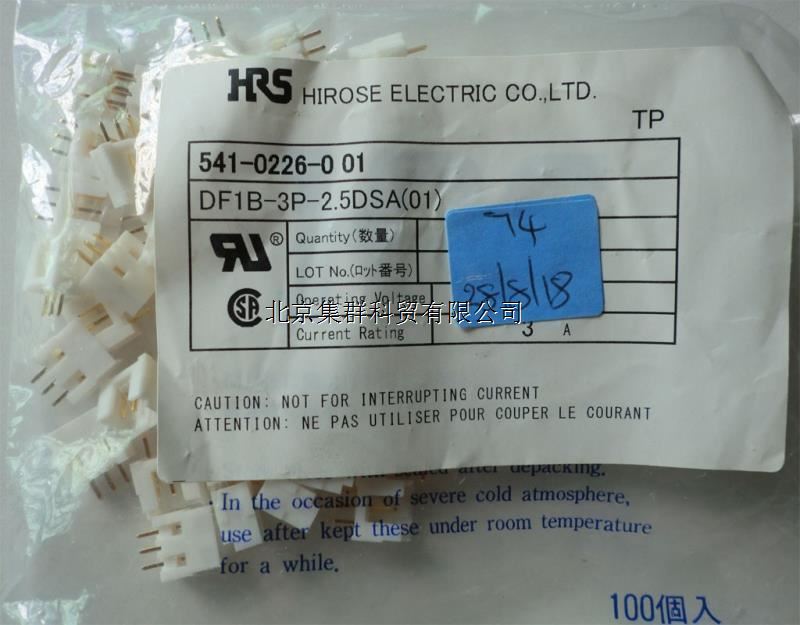 HRS HIROSE ELECTRIC CO.,LTD.
TP
541-0226-0 01
DF1B-3P-2.5DSA(01)
Quantity(数量)
LOT No.(ロット番号)
Operating Voltage
Current Rating 3 A
74
28/8/18
北京集群科贸有限公司
CAUTION: NOT FOR INTERRUPTING CURRENT
ATTENTION: NE PAS UTILISER POUR COUPER LE COURANT
sealed after depacking.
· In the occasion of severe cold atmosphere,
use after kept these under room temperature
for a while.
100個入